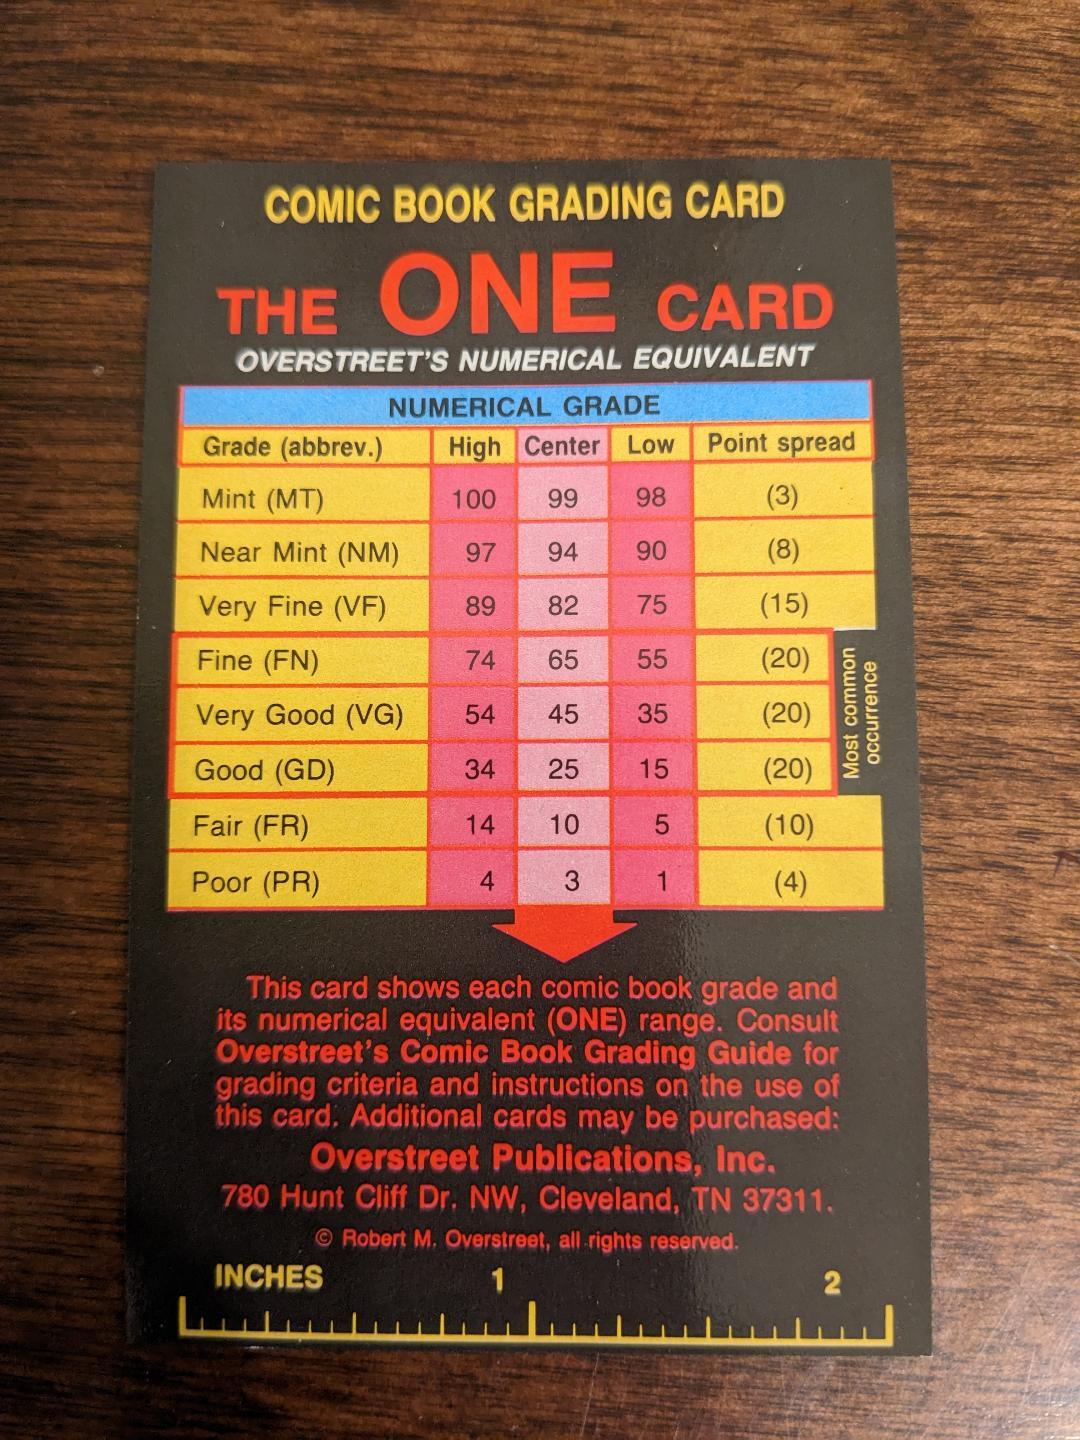 COMIC BOOK GRADING CARD
THE ONE CARD
OVERSTREET'S NUMERICAL EQUIVALENT
NUMERICAL GRADE
Grade (abbrev.) High Center Low Point spread
Mint (MT) 100 99 98 (3)
Near Mint (NM) 97 94 90 (8)
Very Fine (VF) 89 82 75 (15)
Fine (FN) 74 65 55 (20)
Very Good (VG) 54 45 35 (20)
Good (GD) 34 25 15 (20)
Most common
occurrence
Fair (FR) 14 10 5 (10)
Poor (PR) 4 3 1 (4)
This card shows each comic book grade and
its numerical equivalent (ONE) range. Consult
Overstreet's Comic Book Grading Guide for
grading criteria and instructions on the use of
this card. Additional cards may be purchased:
Overstreet Publications, Inc.
780 Hunt Cliff Dr. NW, Cleveland, TN 37311.
© Robert M. Overstreet, all rights reserved.
INCHES 1 2